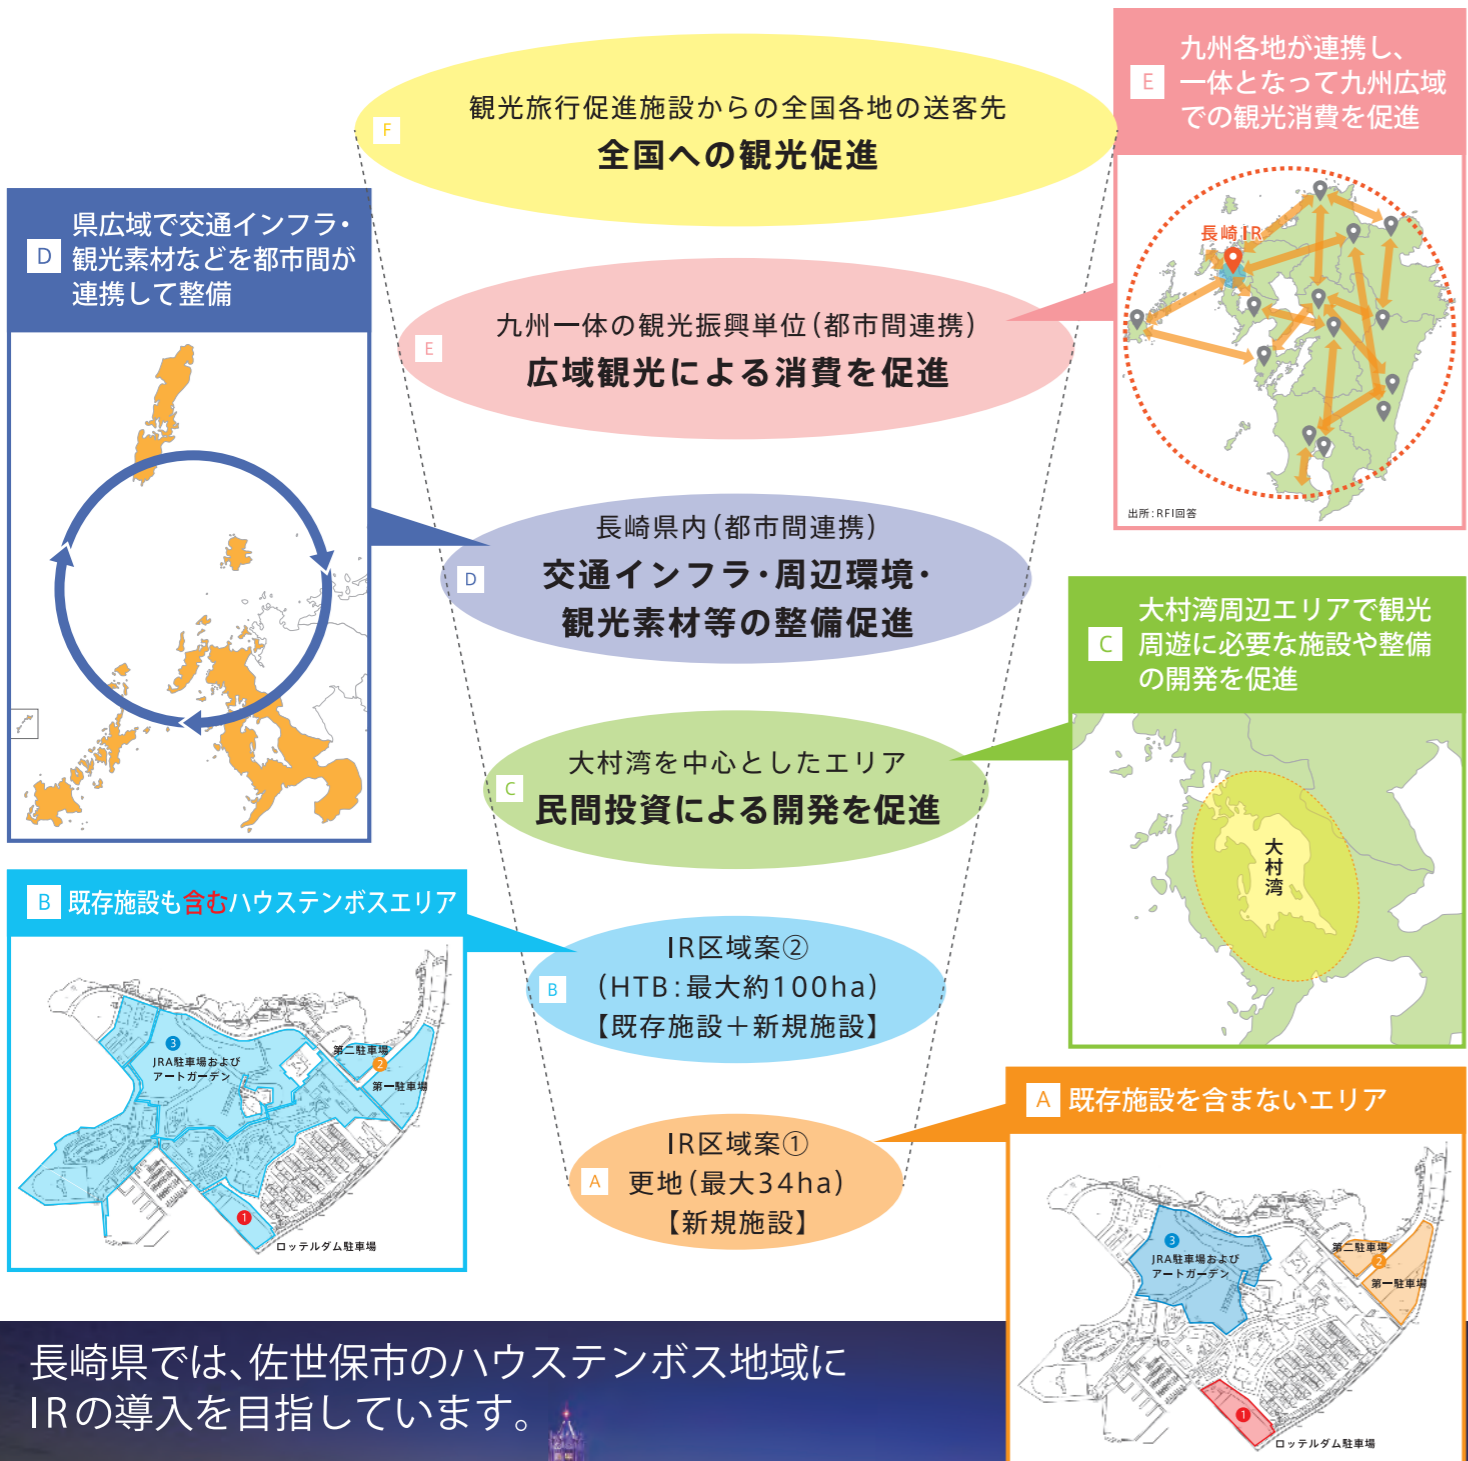 F
観光旅行促進施設からの全国各地の送客先
全国への観光促進
E
九州各地が連携し、
一体となって九州広域
での観光消費を促進
長崎IR
出所:RFI回答
D
県広域で交通インフラ・
観光素材などを都市間が
連携して整備
E
九州一体の観光振興単位(都市間連携)
広域観光による消費を促進
D
長崎県内(都市間連携)
交通インフラ・周辺環境・
観光素材等の整備促進
C
大村湾周辺エリアで観光
周遊に必要な施設や整備
の開発を促進
大村湾
C
大村湾を中心としたエリア
民間投資による開発を促進
B 既存施設も含むハウステンボスエリア
3
JRA駐車場および
アートガーデン
第二駐車場
2
第一駐車場
1
ロッテルダム駐車場
B
IR区域案②
(HTB:最大約100ha)
【既存施設+新規施設】
A
IR区域案①
更地(最大34ha)
【新規施設】
A 既存施設を含まないエリア
3
JRA駐車場および
アートガーデン
第二駐車場
2
第一駐車場
1
ロッテルダム駐車場
長崎県では、佐世保市のハウステンボス地域に
IRの導入を目指しています。